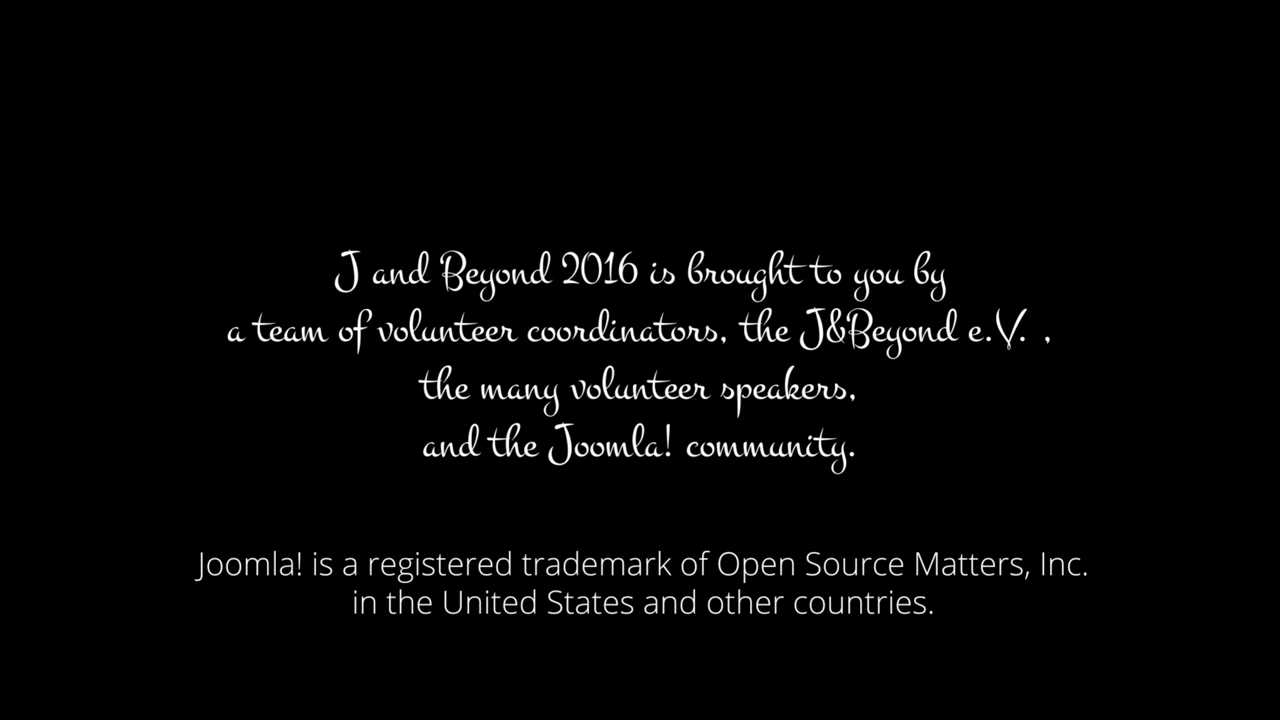 J and Beyond 2016 is brought to you by
a team of volunteer coordinators, the J&Beyond e.V. ,
the many volunteer speakers,
and the Joomla! community.
Joomla! is a registered trademark of Open Source Matters, Inc.
in the United States and other countries.